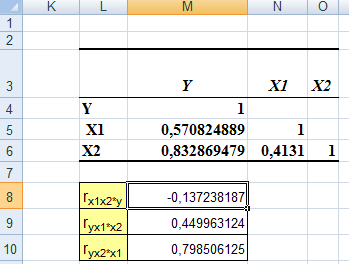 K L M N O
1
2
3 Y X1 X2
4 Y 1
5 X1 0,570824889 1
6 X2 0,832869479 0,4131 1
7
8 rx1x2*y -0,137238187
9 ryx1*x2 0,449963124
10 ryx2*x1 0,798506125